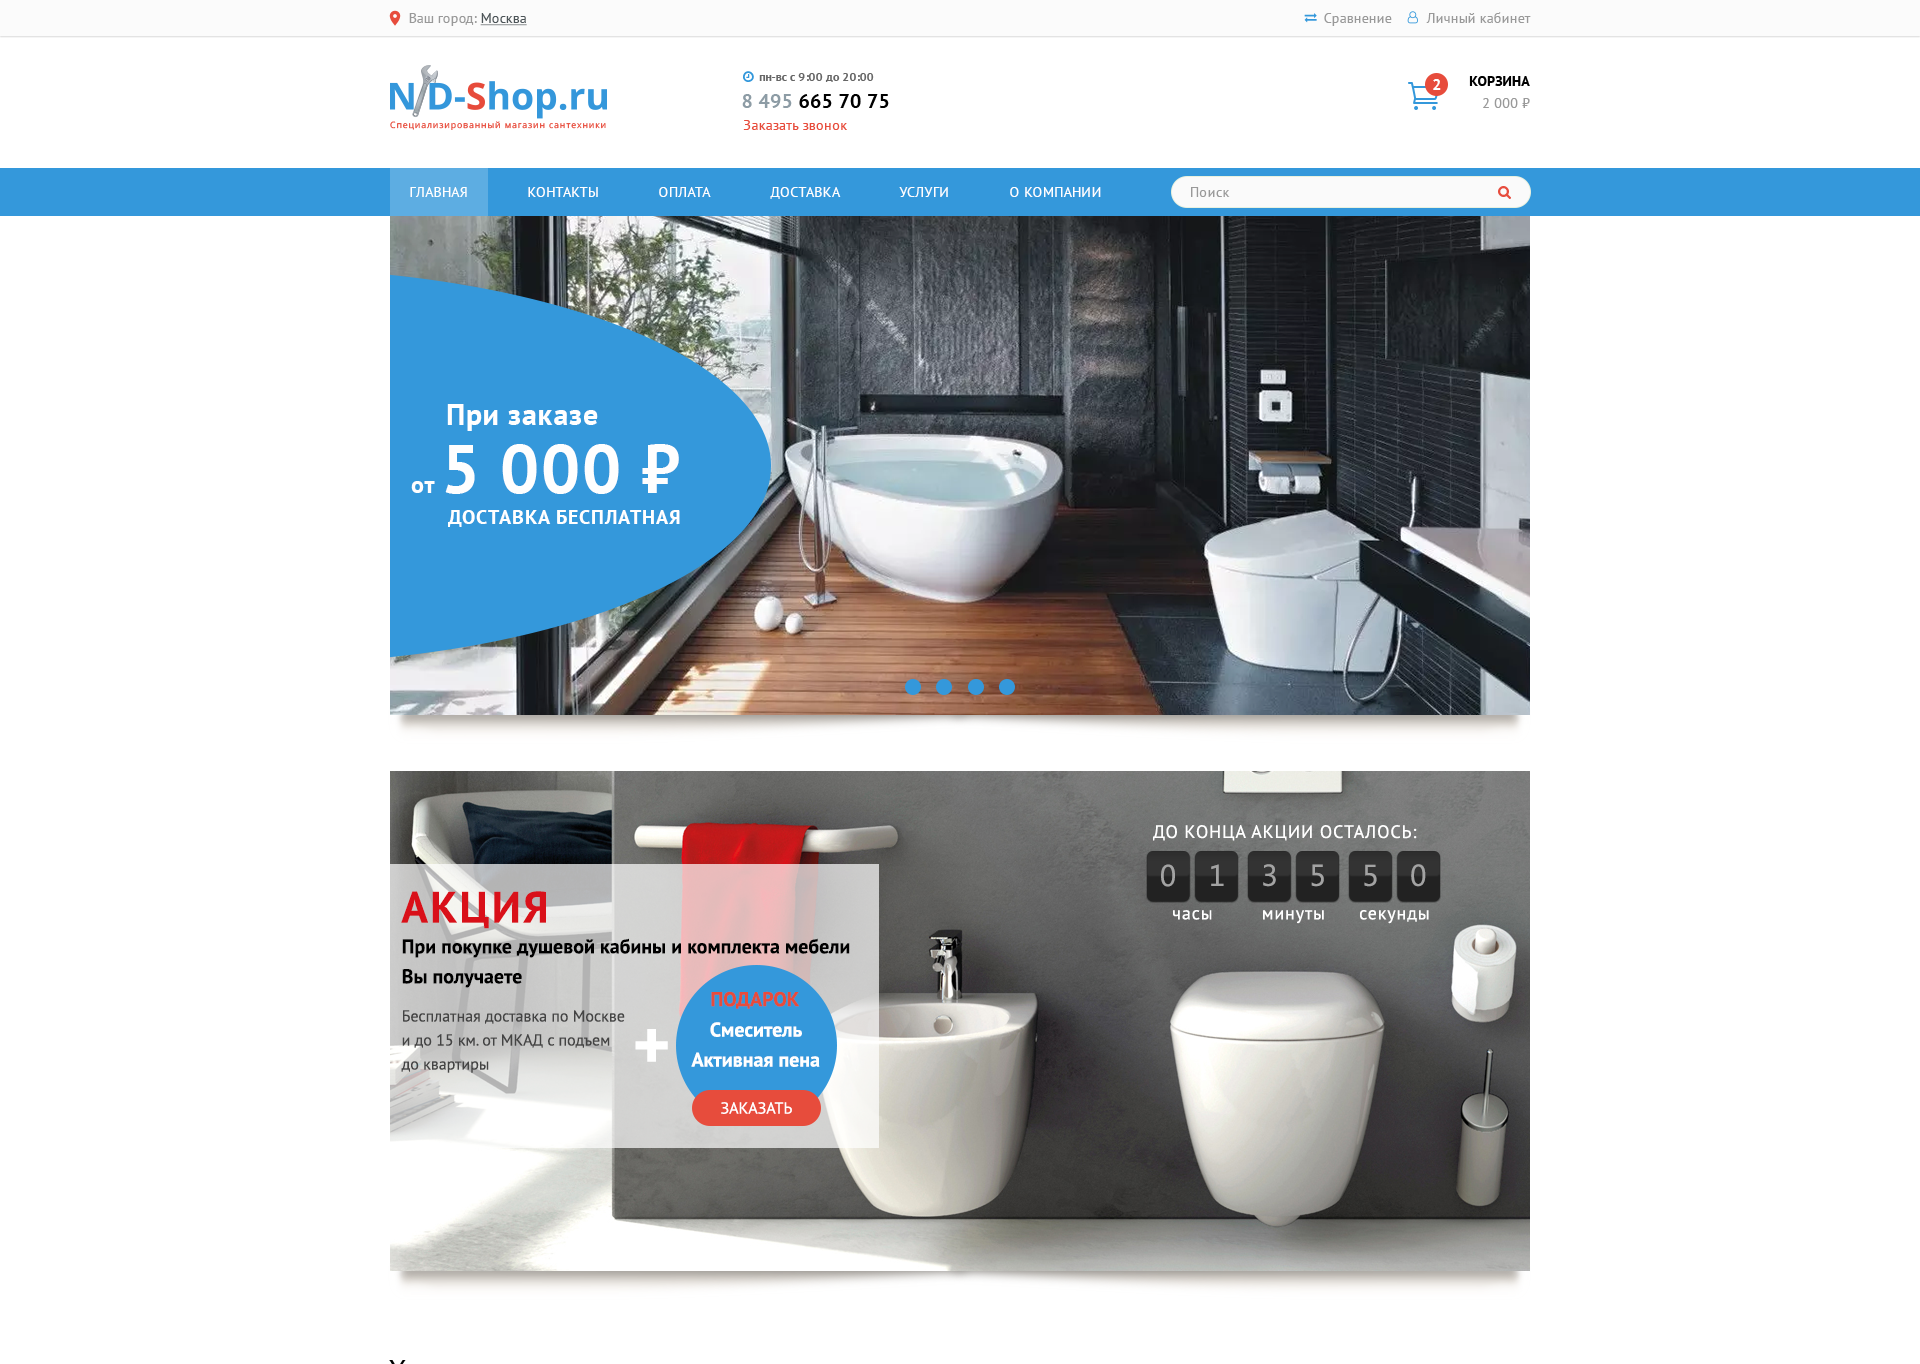 Ваш город: Москва
Сравнение
Личный кабинет
N/D-Shop.ru
Специализированный магазин сантехники
пн-вс с 9:00 до 20:00
8 495 665 70 75
Заказать звонок
2
КОРЗИНА
2 000 ₽
ГЛАВНАЯ
КОНТАКТЫ
ОПЛАТА
ДОСТАВКА
УСЛУГИ
О КОМПАНИИ
Поиск
При заказе
от 5 000 ₽
ДОСТАВКА БЕСПЛАТНАЯ
ДО КОНЦА АКЦИИ ОСТАЛОСЬ:
0 1 3 5 5 0
часы минуты секунды
АКЦИЯ
При покупке душевой кабины и комплекта мебели
Вы получаете
Бесплатная доставка по Москве
и до 15 км. от МКАД с подъем
до квартиры
+
ПОДАРОК
Смеситель
Активная пена
ЗАКАЗАТЬ